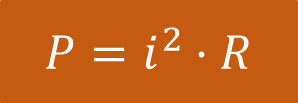 P = i² · R